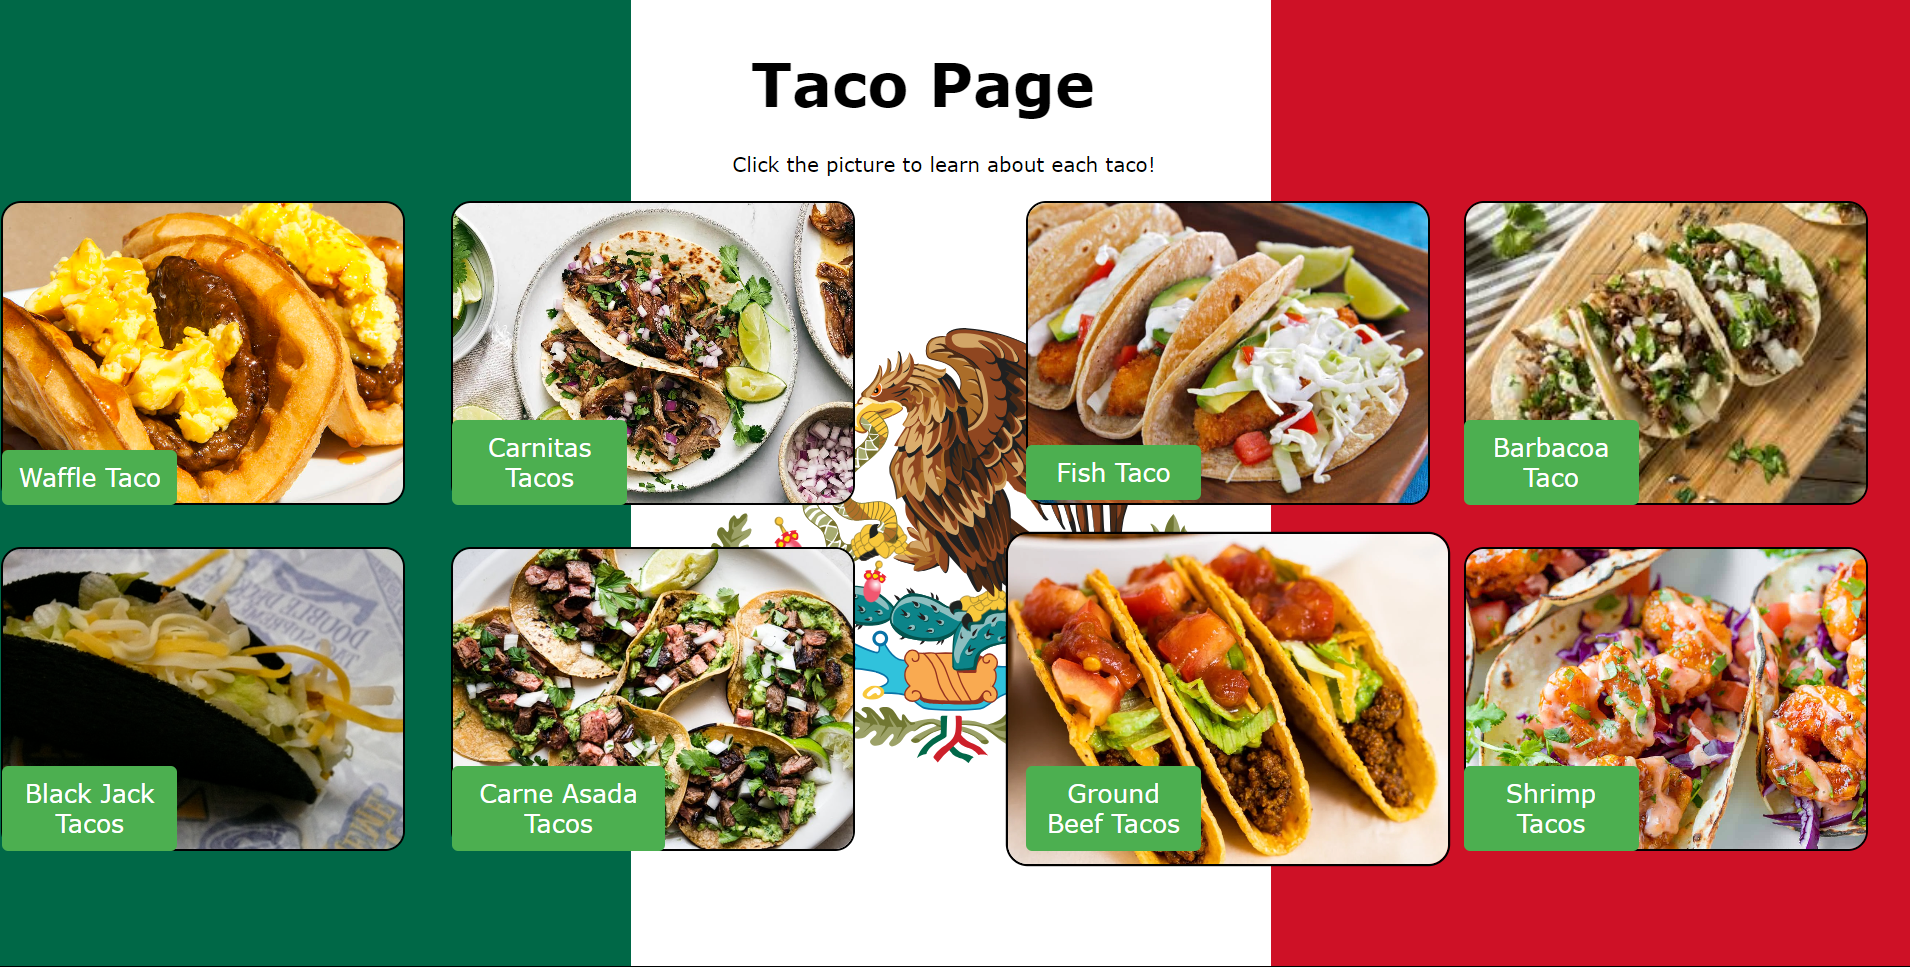 Taco Page
Click the picture to learn about each taco!
Waffle Taco
Carnitas
Tacos
Fish Taco
Barbacoa
Taco
Black Jack
Tacos
Carne Asada
Tacos
Ground
Beef Tacos
Shrimp
Tacos